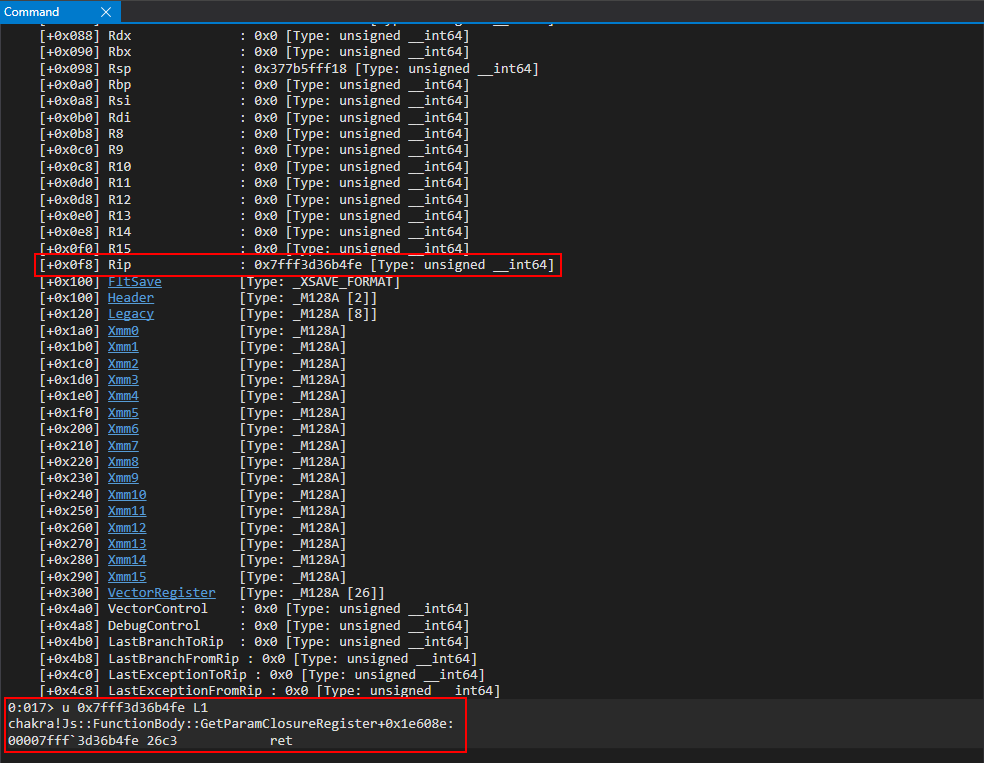 Command
[+0x088] Rdx : 0x0 [Type: unsigned __int64]
[+0x090] Rbx : 0x0 [Type: unsigned __int64]
[+0x098] Rsp : 0x377b5fff18 [Type: unsigned __int64]
[+0x0a0] Rbp : 0x0 [Type: unsigned __int64]
[+0x0a8] Rsi : 0x0 [Type: unsigned __int64]
[+0x0b0] Rdi : 0x0 [Type: unsigned __int64]
[+0x0b8] R8 : 0x0 [Type: unsigned __int64]
[+0x0c0] R9 : 0x0 [Type: unsigned __int64]
[+0x0c8] R10 : 0x0 [Type: unsigned __int64]
[+0x0d0] R11 : 0x0 [Type: unsigned __int64]
[+0x0d8] R12 : 0x0 [Type: unsigned __int64]
[+0x0e0] R13 : 0x0 [Type: unsigned __int64]
[+0x0e8] R14 : 0x0 [Type: unsigned __int64]
[+0x0f0] R15 : 0x0 [Type: unsigned __int64]
[+0x0f8] Rip : 0x7fff3d36b4fe [Type: unsigned __int64]
[+0x100] FltSave [Type: _XSAVE_FORMAT]
[+0x100] Header [Type: _M128A [2]]
[+0x120] Legacy [Type: _M128A [8]]
[+0x1a0] Xmm0 [Type: _M128A]
[+0x1b0] Xmm1 [Type: _M128A]
[+0x1c0] Xmm2 [Type: _M128A]
[+0x1d0] Xmm3 [Type: _M128A]
[+0x1e0] Xmm4 [Type: _M128A]
[+0x1f0] Xmm5 [Type: _M128A]
[+0x200] Xmm6 [Type: _M128A]
[+0x210] Xmm7 [Type: _M128A]
[+0x220] Xmm8 [Type: _M128A]
[+0x230] Xmm9 [Type: _M128A]
[+0x240] Xmm10 [Type: _M128A]
[+0x250] Xmm11 [Type: _M128A]
[+0x260] Xmm12 [Type: _M128A]
[+0x270] Xmm13 [Type: _M128A]
[+0x280] Xmm14 [Type: _M128A]
[+0x290] Xmm15 [Type: _M128A]
[+0x300] VectorRegister [Type: _M128A [26]]
[+0x4a0] VectorControl : 0x0 [Type: unsigned __int64]
[+0x4a8] DebugControl : 0x0 [Type: unsigned __int64]
[+0x4b0] LastBranchToRip : 0x0 [Type: unsigned __int64]
[+0x4b8] LastBranchFromRip : 0x0 [Type: unsigned __int64]
[+0x4c0] LastExceptionToRip : 0x0 [Type: unsigned __int64]
[+0x4c8] LastExceptionFromRip : 0x0 [Type: unsigned __int64]
0:017> u 0x7fff3d36b4fe L1
chakra!Js::FunctionBody::GetParamClosureRegister+0x1e608e:
00007fff`3d36b4fe 26c3 ret